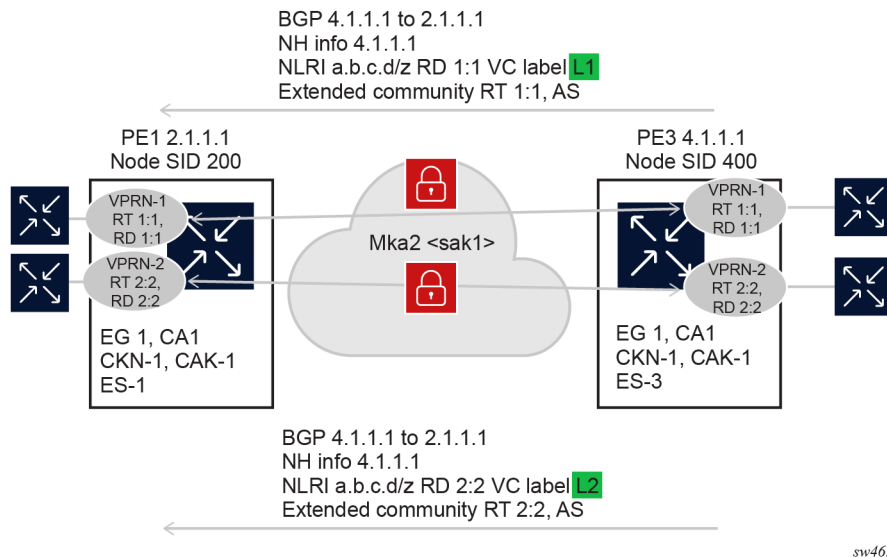 BGP 4.1.1.1 to 2.1.1.1
NH info 4.1.1.1
NLRI a.b.c.d/z RD 1:1 VC label L1
Extended community RT 1:1, AS
PE1 2.1.1.1
Node SID 200
PE3 4.1.1.1
Node SID 400
VPRN-1
RT 1:1,
RD 1:1
VPRN-2
RT 2:2,
RD 2:2
EG 1, CA1
CKN-1, CAK-1
ES-1
Mka2 <sak1>
VPRN-1
RT 1:1,
RD 1:1
VPRN-2
RT 2:2,
RD 2:2
EG 1, CA1
CKN-1, CAK-1
ES-3
BGP 4.1.1.1 to 2.1.1.1
NH info 4.1.1.1
NLRI a.b.c.d/z RD 2:2 VC label L2
Extended community RT 2:2, AS